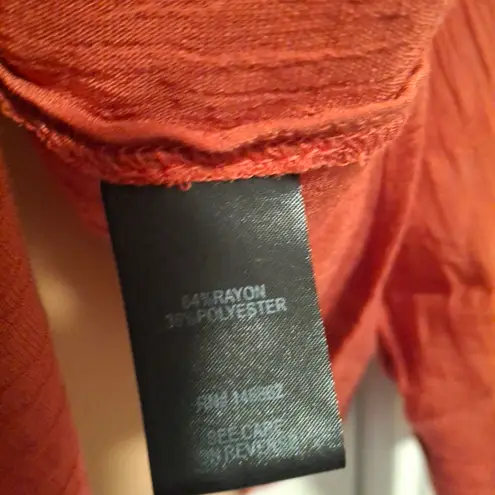 64%RAYON
36%POLYESTER
RN#
SEE CARE
ON REVERSE